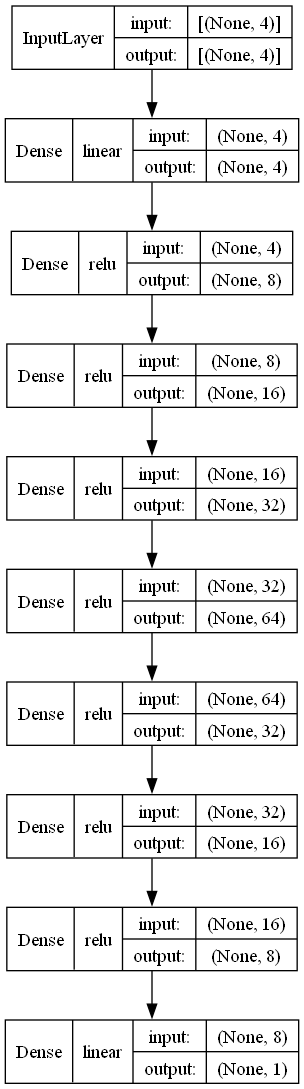 InputLayer input: [(None, 4)]
output: [(None, 4)]
Dense linear input: (None, 4)
output: (None, 4)
Dense relu input: (None, 4)
output: (None, 8)
Dense relu input: (None, 8)
output: (None, 16)
Dense relu input: (None, 16)
output: (None, 32)
Dense relu input: (None, 32)
output: (None, 64)
Dense relu input: (None, 64)
output: (None, 32)
Dense relu input: (None, 32)
output: (None, 16)
Dense relu input: (None, 16)
output: (None, 8)
Dense linear input: (None, 8)
output: (None, 1)